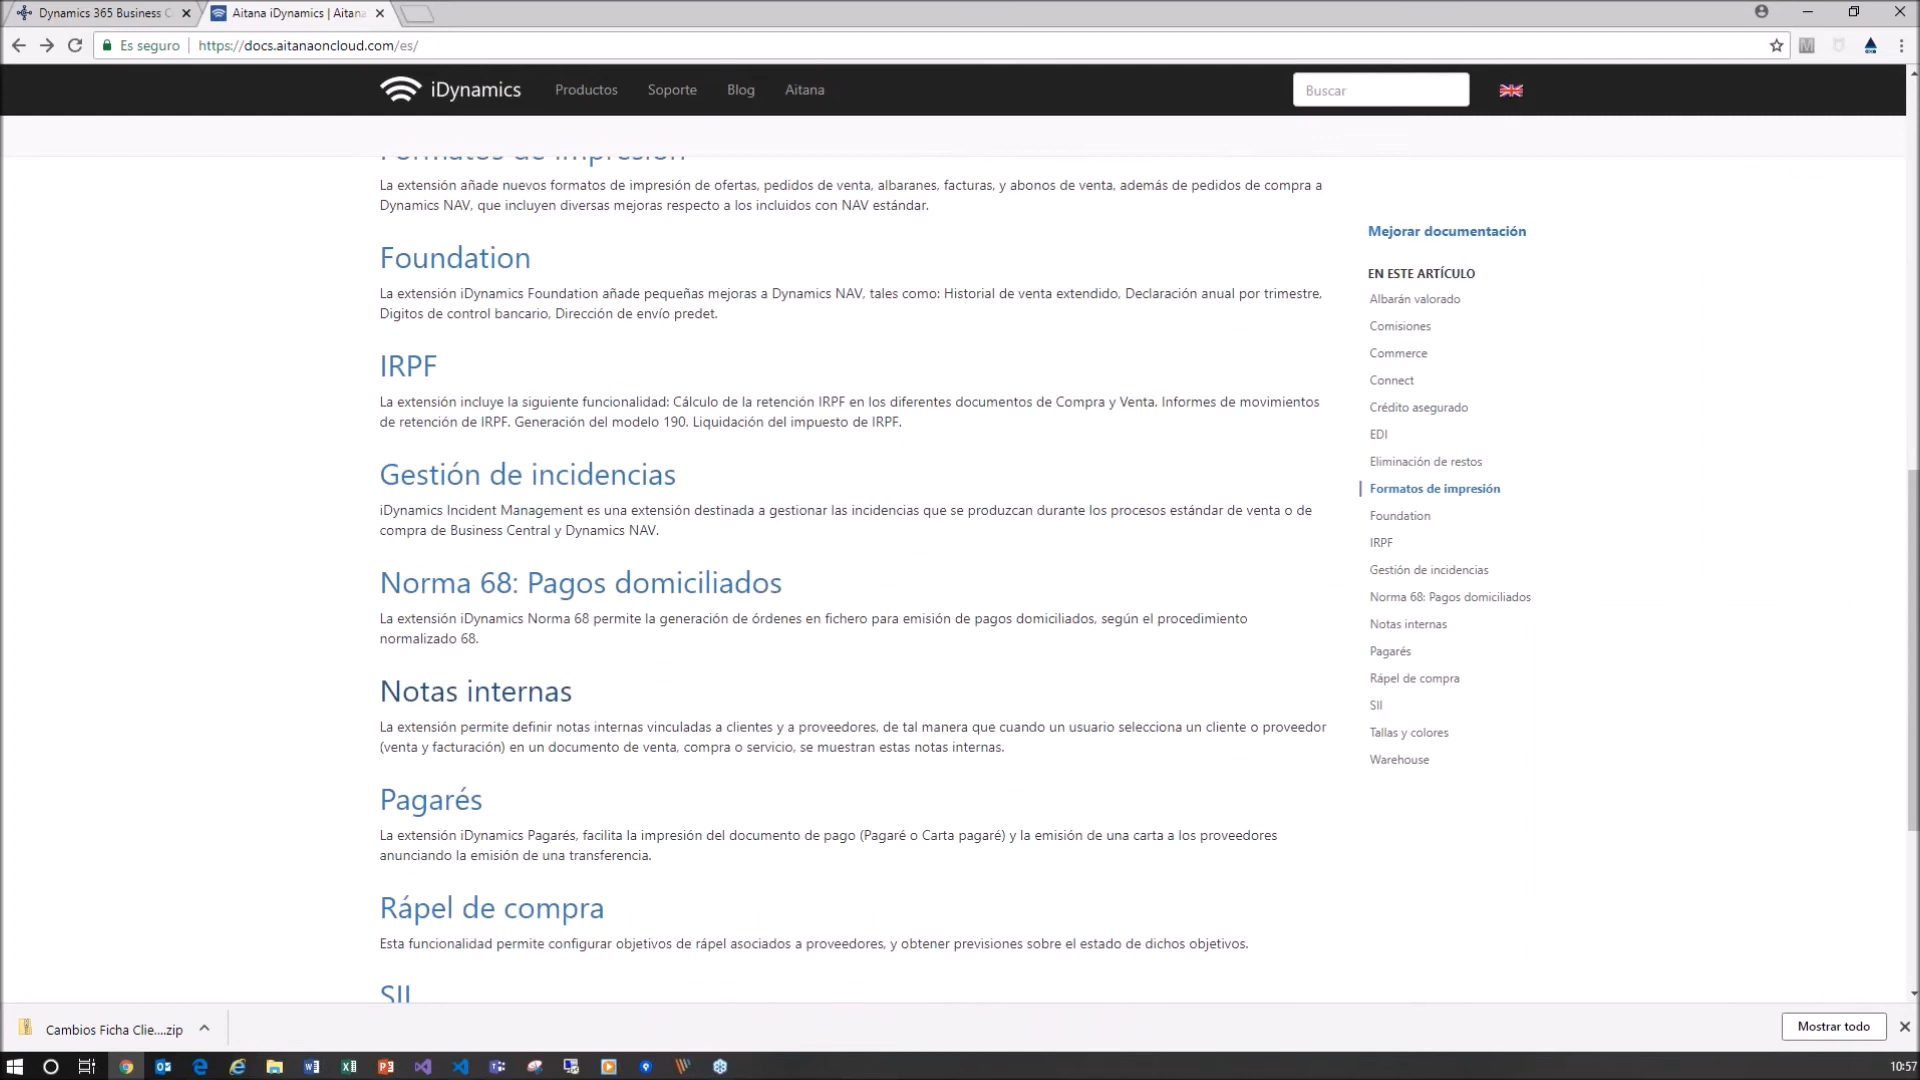 Dynamics 365 Business C
Aitana iDynamics | Aitana
Es seguro
https://docs.aitanaoncloud.com/es/
iDynamics
Productos
Soporte
Blog
Aitana
Buscar
Formatos de impresión
La extensión añade nuevos formatos de impresión de ofertas, pedidos de venta, albaranes, facturas, y abonos de venta, además de pedidos de compra a
Dynamics NAV, que incluyen diversas mejoras respecto a los incluidos con NAV estándar.
Foundation
La extensión iDynamics Foundation añade pequeñas mejoras a Dynamics NAV, tales como: Historial de venta extendido, Declaración anual por trimestre,
Digitos de control bancario, Dirección de envío predet.
IRPF
La extensión incluye la siguiente funcionalidad: Cálculo de la retención IRPF en los diferentes documentos de Compra y Venta. Informes de movimientos
de retención de IRPF. Generación del modelo 190. Liquidación del impuesto de IRPF.
Gestión de incidencias
iDynamics Incident Management es una extensión destinada a gestionar las incidencias que se produzcan durante los procesos estándar de venta o de
compra de Business Central y Dynamics NAV.
Norma 68: Pagos domiciliados
La extensión iDynamics Norma 68 permite la generación de órdenes en fichero para emisión de pagos domiciliados, según el procedimiento
normalizado 68.
Notas internas
La extensión permite definir notas internas vinculadas a clientes y a proveedores, de tal manera que cuando un usuario selecciona un cliente o proveedor
(venta y facturación) en un documento de venta, compra o servicio, se muestran estas notas internas.
Pagarés
La extensión iDynamics Pagarés, facilita la impresión del documento de pago (Pagaré o Carta pagaré) y la emisión de una carta a los proveedores
anunciando la emisión de una transferencia.
Rápel de compra
Esta funcionalidad permite configurar objetivos de rápel asociados a proveedores, y obtener previsiones sobre el estado de dichos objetivos.
SII
Mejorar documentación
EN ESTE ARTÍCULO
Albarán valorado
Comisiones
Commerce
Connect
Crédito asegurado
EDI
Eliminación de restos
Formatos de impresión
Foundation
IRPF
Gestión de incidencias
Norma 68: Pagos domiciliados
Notas internas
Pagarés
Rápel de compra
SII
Tallas y colores
Warehouse
Cambios Ficha Clie....zip
Mostrar todo
10:57